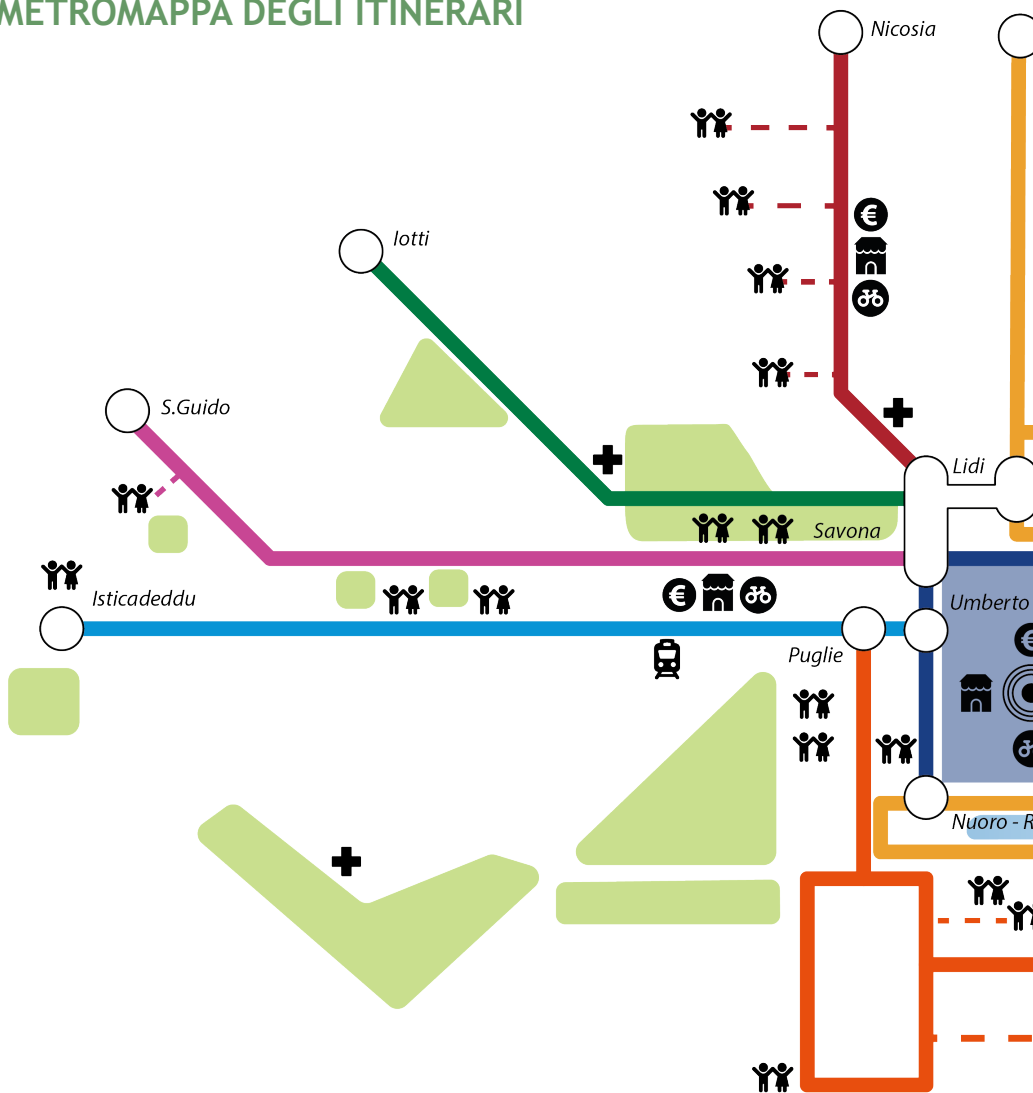 METROMAPPA DEGLI ITINERARI
Nicosia
Iotti
S.Guido
Lidi
Savona
Isticadeddu
Umberto
Puglie
Nuoro - R